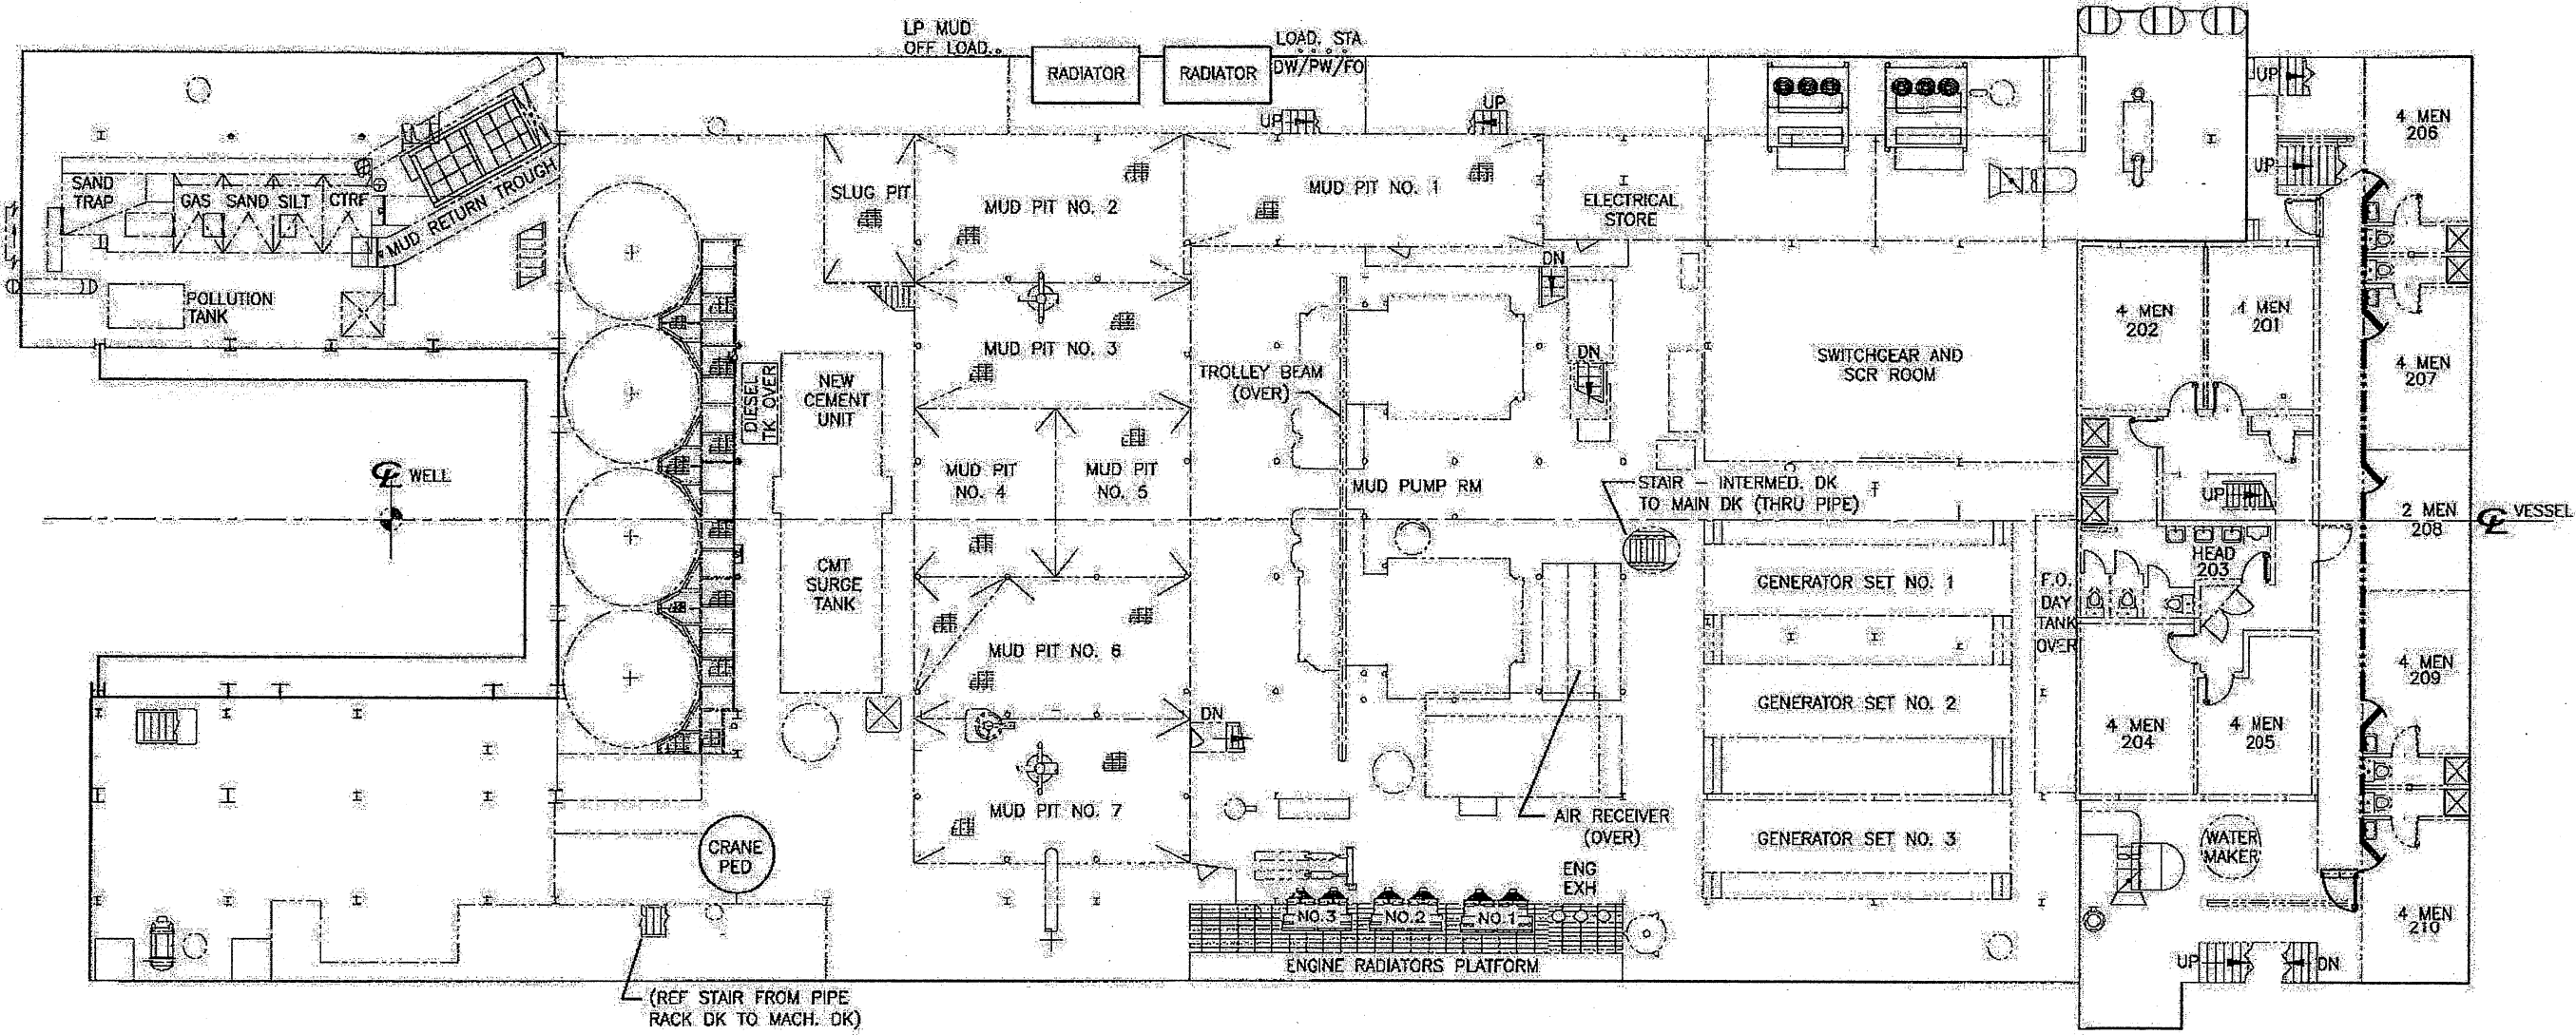 LP MUD
OFF LOAD
RADIATOR
RADIATOR
LOAD. STA
DW/PW/FO
UP
UP
UP
UP
4 MEN
206
SAND
TRAP
GAS
SAND
SILT
CTRF
MUD RETURN TROUGH
SLUG PIT
MUD PIT NO. 2
MUD PIT NO. 1
ELECTRICAL
STORE
POLLUTION
TANK
DN
MUD PIT NO. 3
TROLLEY BEAM
(OVER)
DN
SWITCHGEAR AND
SCR ROOM
4 MEN
202
4 MEN
201
4 MEN
207
DIESEL
TK OVER
NEW
CEMENT
UNIT
CL WELL
MUD PIT
NO. 4
MUD PIT
NO. 5
MUD PUMP RM
STAIR - INTERMED. DK
TO MAIN DK (THRU PIPE)
UP
2 MEN
208
CL VESSEL
CMT
SURGE
TANK
GENERATOR SET NO. 1
F.O.
DAY
TANK
OVER
HEAD
203
MUD PIT NO. 6
GENERATOR SET NO. 2
4 MEN
209
DN
4 MEN
204
4 MEN
205
MUD PIT NO. 7
AIR RECEIVER
(OVER)
GENERATOR SET NO. 3
WATER
MAKER
CRANE
PED
ENG
EXH
NO.3
NO.2
NO.1
4 MEN
210
ENGINE RADIATORS PLATFORM
UP
DN
(REF STAIR FROM PIPE
RACK DK TO MACH. DK)